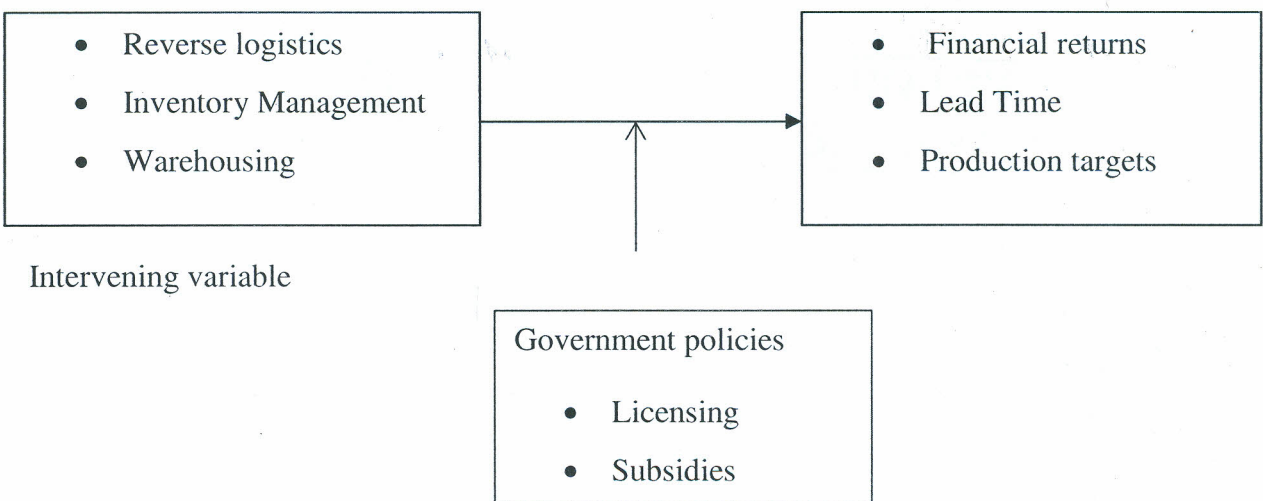 • Reverse logistics
• Inventory Management
• Warehousing
• Financial returns
• Lead Time
• Production targets
Intervening variable
Government policies
• Licensing
• Subsidies